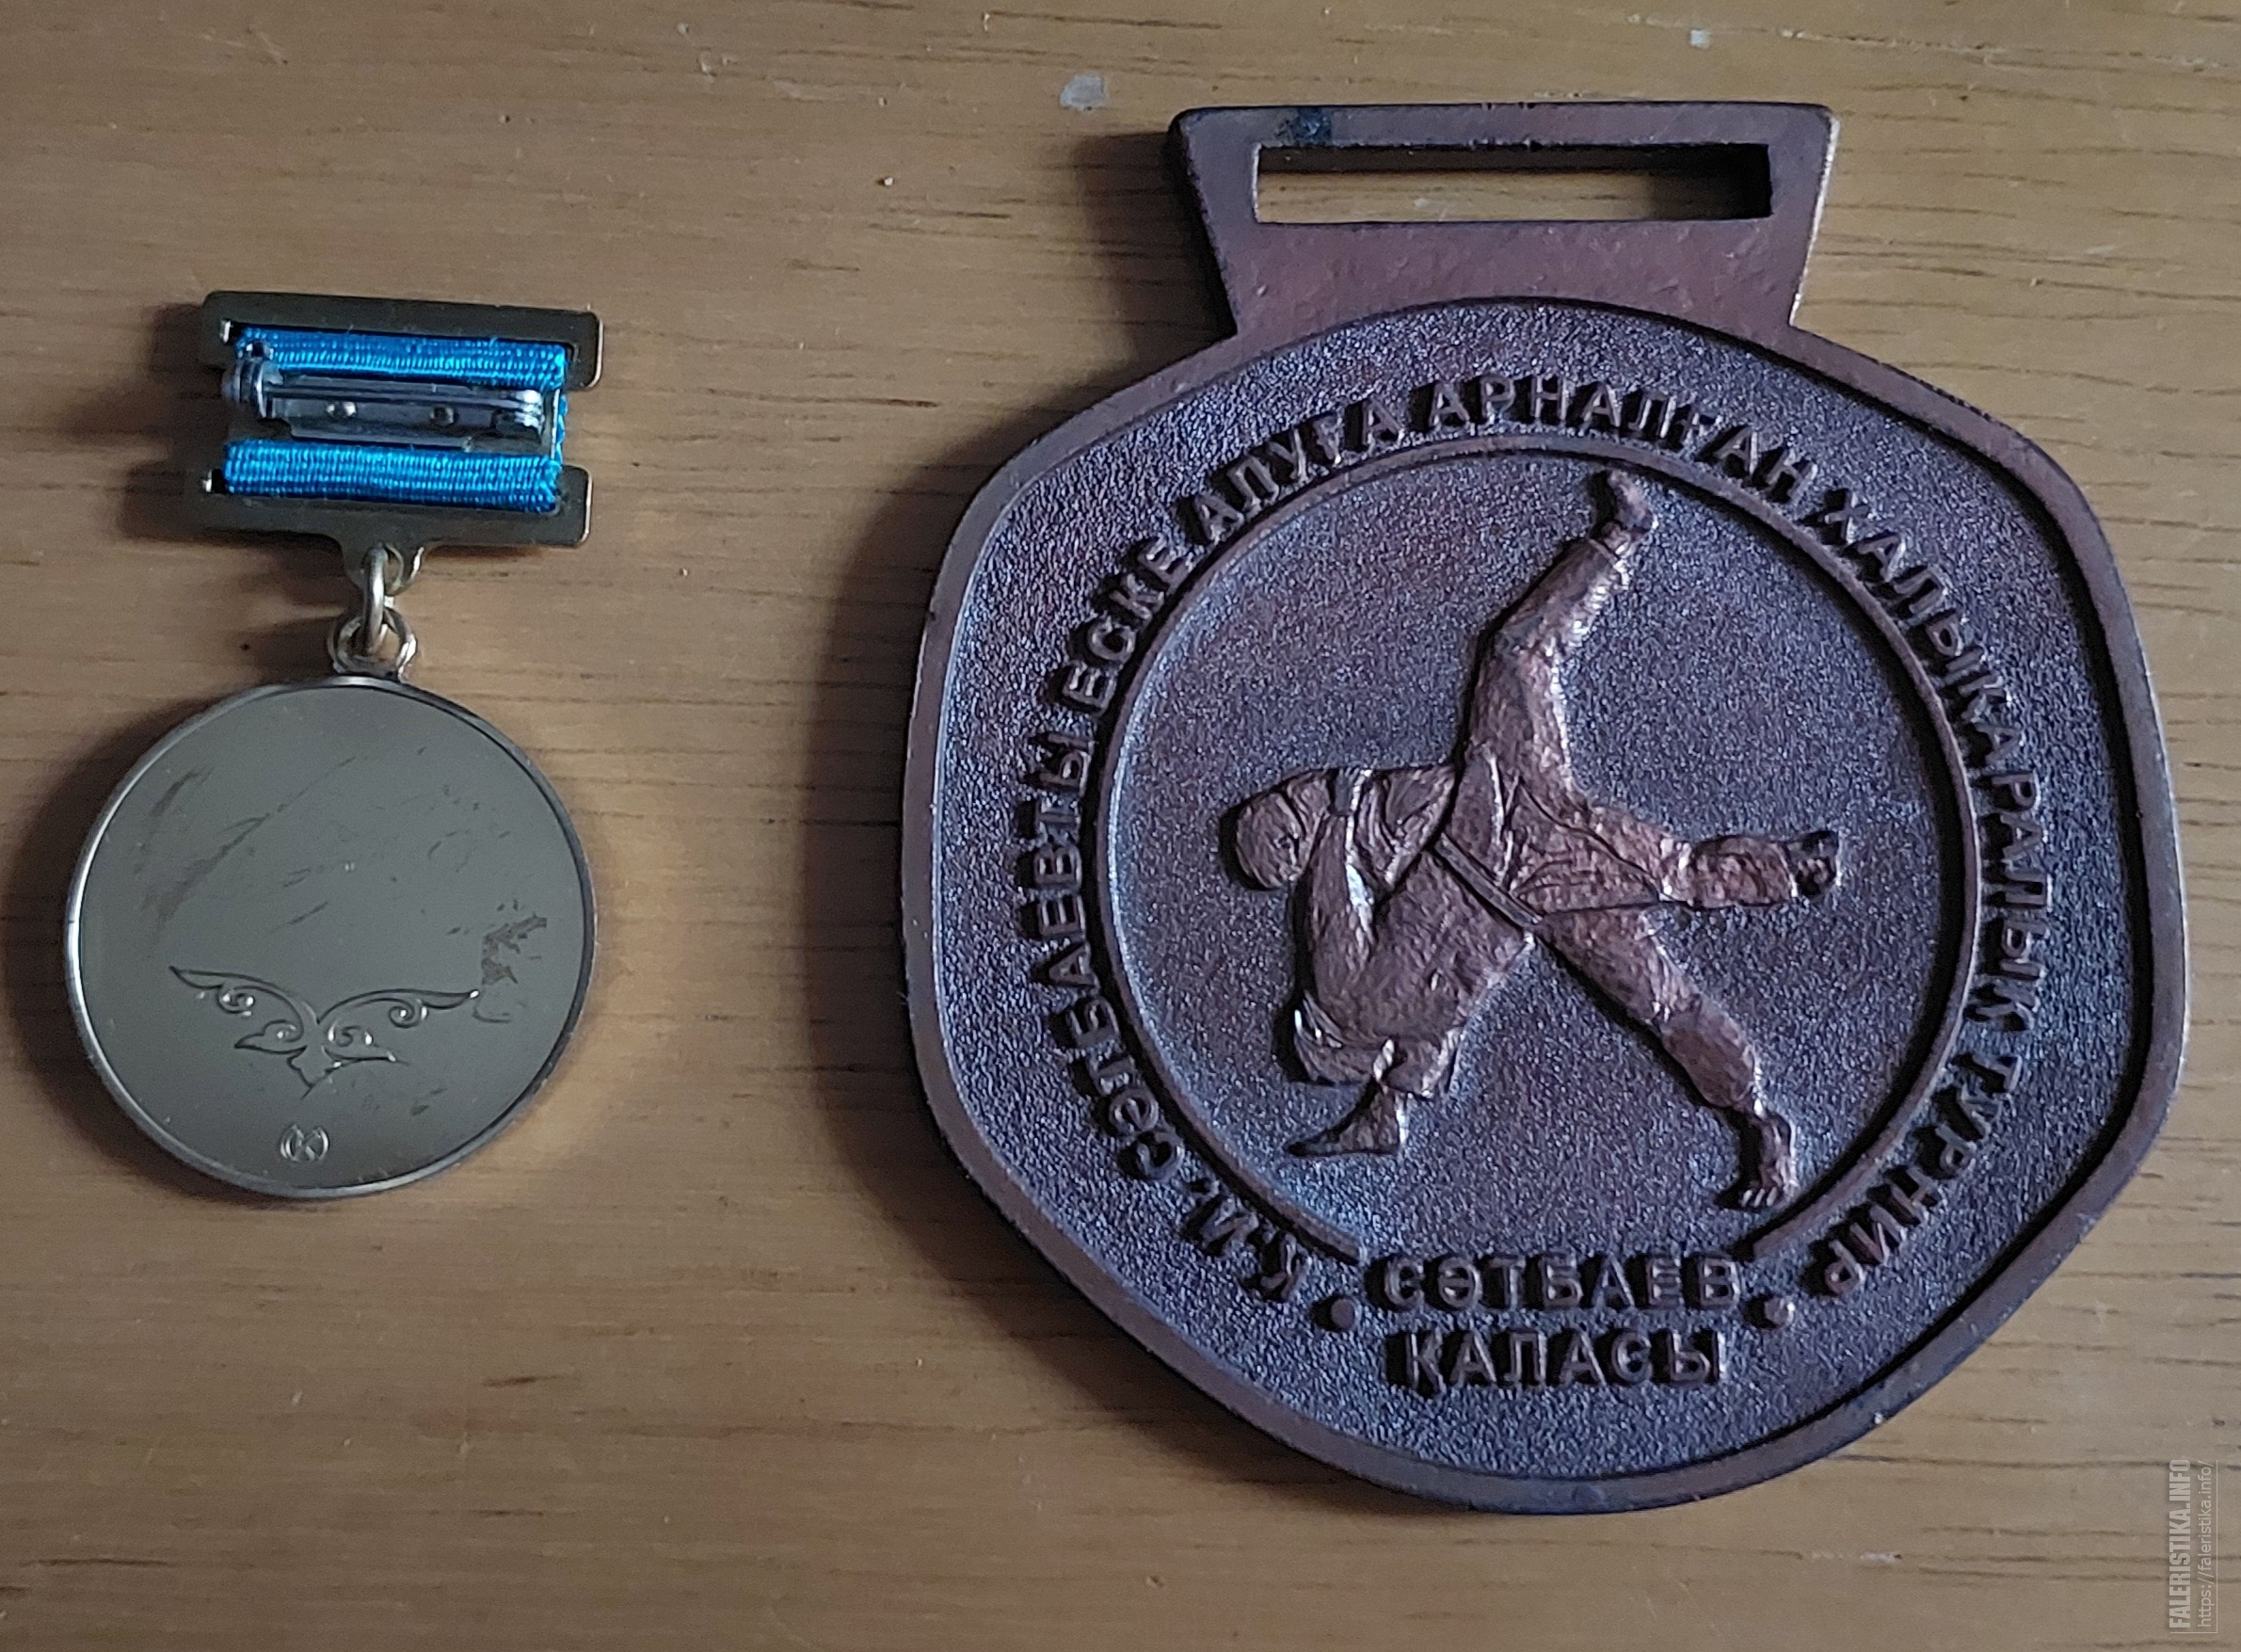 Қ.И. СӘТБАЕВТЫ ЕСКЕ АЛУҒА АРНАЛҒАН ХАЛЫҚАРАЛЫҚ ТУРНИР
СӘТБАЕВ
ҚАЛАСЫ
FALERISTIKA.INFO
https://faleristika.info/